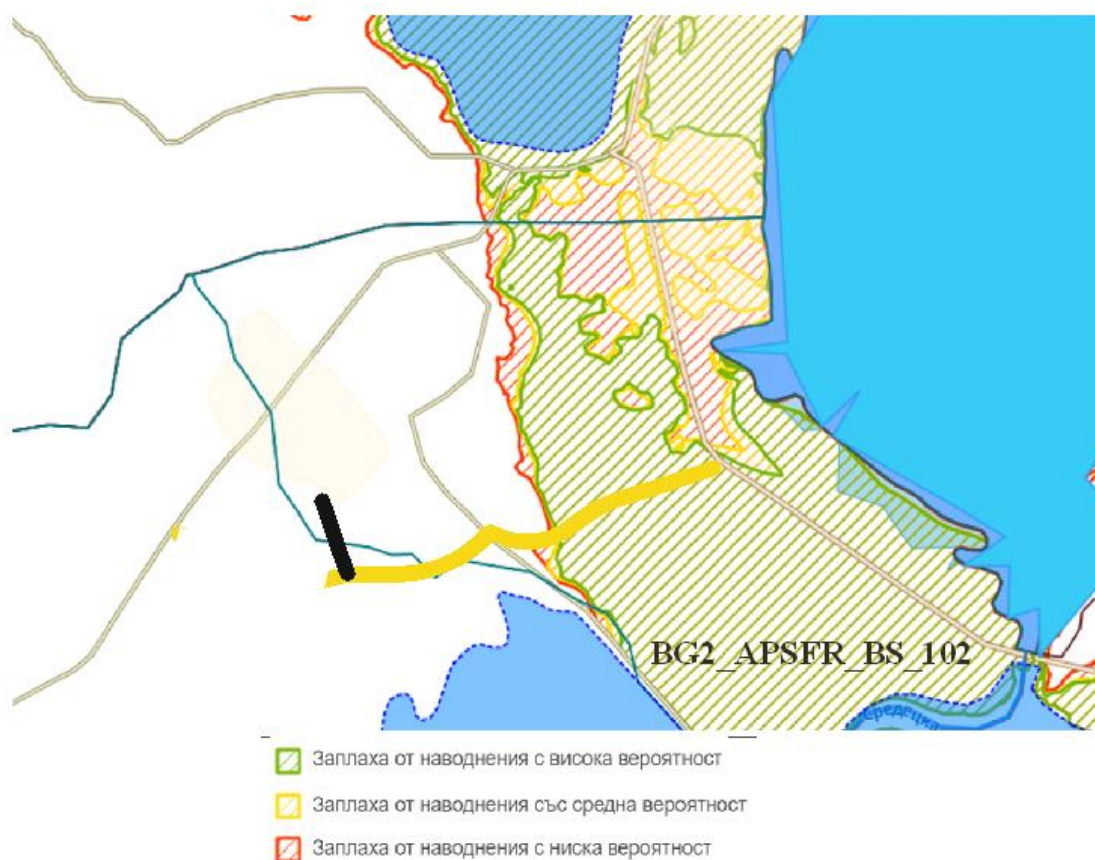 BG2_APSFR_BS_102
Заплаха от наводнения с висока вероятност
Заплаха от наводнения със средна вероятност
Заплаха от наводнения с ниска вероятност